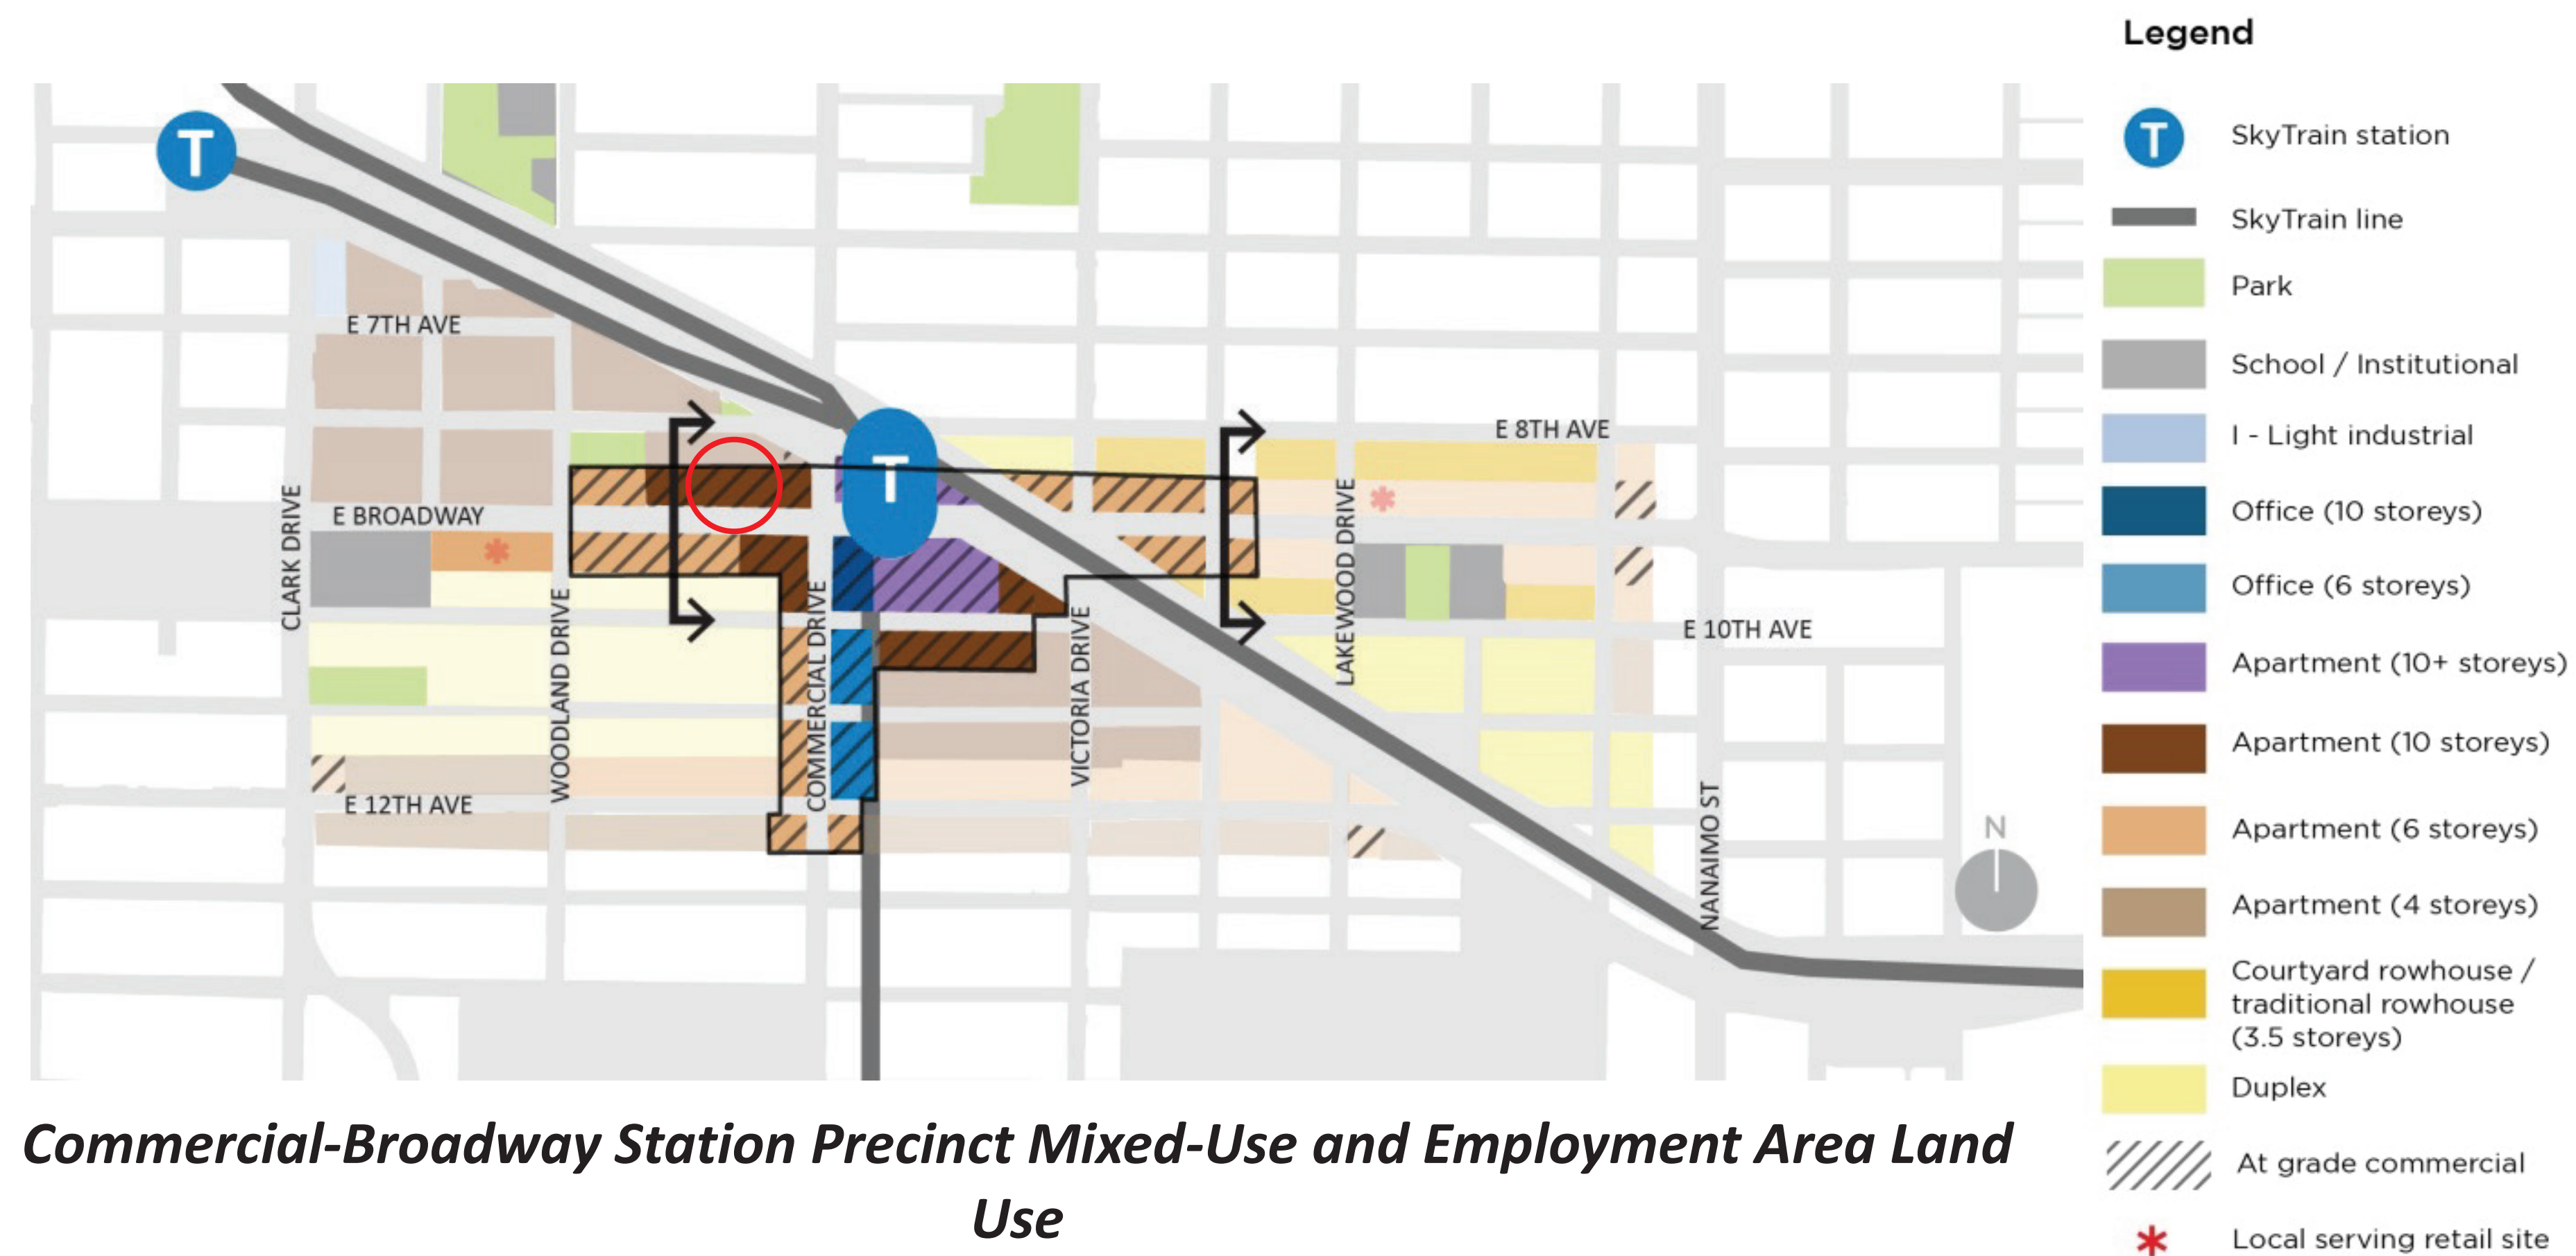 Legend
T
SkyTrain station
SkyTrain line
Park
School / Institutional
I - Light industrial
Office (10 storeys)
Office (6 storeys)
Apartment (10+ storeys)
Apartment (10 storeys)
Apartment (6 storeys)
Apartment (4 storeys)
Courtyard rowhouse /
traditional rowhouse
(3.5 storeys)
Duplex
At grade commercial
Local serving retail site
T
T
E 7TH AVE
E 8TH AVE
E BROADWAY
E 10TH AVE
E 12TH AVE
CLARK DRIVE
WOODLAND DRIVE
COMMERCIAL DRIVE
VICTORIA DRIVE
LAKEWOOD DRIVE
NANAIMO ST
N
Commercial-Broadway Station Precinct Mixed-Use and Employment Area Land
Use